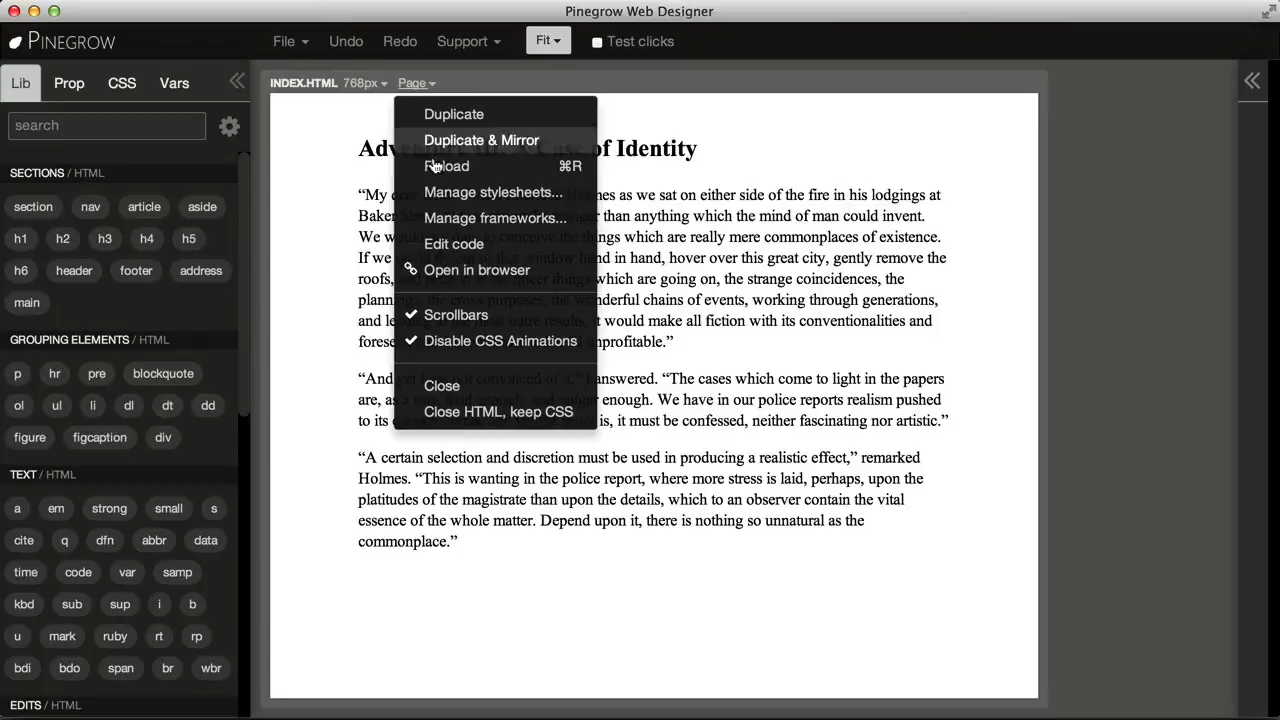 Pinegrow Web Designer
PINEGROW
File Undo Redo Support Fit Test clicks
Lib Prop CSS Vars
search
SECTIONS / HTML
section nav article aside
h1 h2 h3 h4 h5
h6 header footer address
main
GROUPING ELEMENTS / HTML
p hr pre blockquote
ol ul li dl dt dd
figure figcaption div
TEXT / HTML
a em strong small s
cite q dfn abbr data
time code var samp
kbd sub sup i b
u mark ruby rt rp
bdi bdo span br wbr
EDITS / HTML
INDEX.HTML 768px Page
Duplicate
Duplicate & Mirror
Reload ⌘R
Manage stylesheets...
Manage frameworks...
Edit code
Open in browser
Scrollbars
Disable CSS Animations
Close
Close HTML, keep CSS
of Identity
“My as we sat on either side of the fire in his lodgings at
Baker than anything which the mind of man could invent.
We which are really mere commonplaces of existence.
If we hand in hand, hover over this great city, gently remove the
roofs, which are going on, the strange coincidences, the
wonderful chains of events, working through generations,
and it would make all fiction with its conventionalities and
unprofitable.”
“And answered. “The cases which come to light in the papers
are, as enough. We have in our police reports realism pushed
to its is, it must be confessed, neither fascinating nor artistic.”
“A certain selection and discretion must be used in producing a realistic effect,” remarked
Holmes. “This is wanting in the police report, where more stress is laid, perhaps, upon the
platitudes of the magistrate than upon the details, which to an observer contain the vital
essence of the whole matter. Depend upon it, there is nothing so unnatural as the
commonplace.”